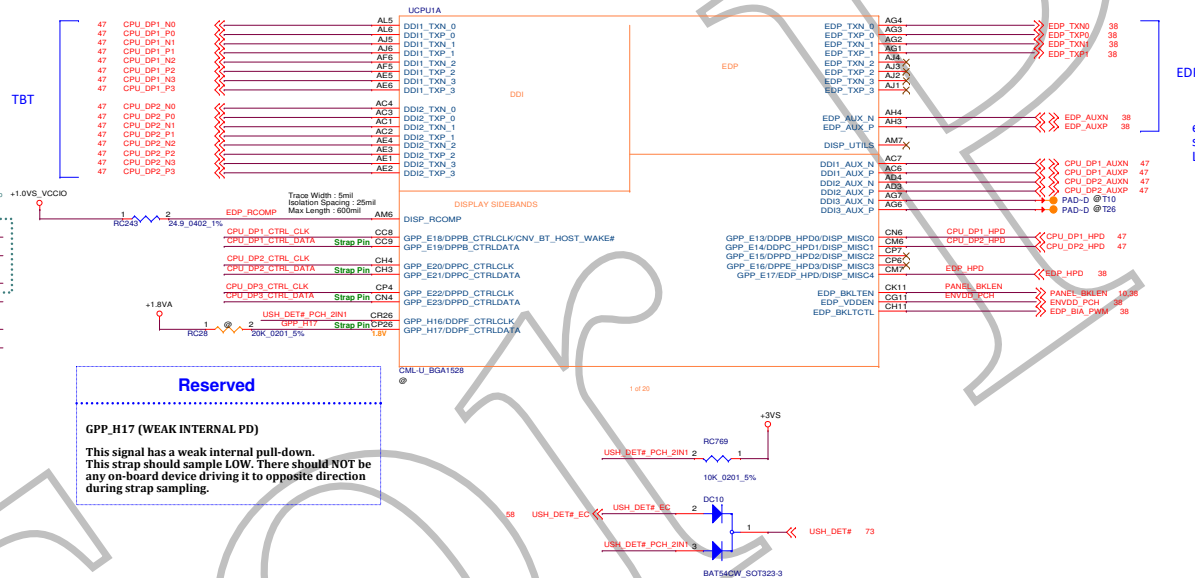 UCPU1A
TBT
47 CPU_DP1_N0 AL5 DDI1_TXN_0
47 CPU_DP1_P0 AL6 DDI1_TXP_0
47 CPU_DP1_N1 AJ5 DDI1_TXN_1
47 CPU_DP1_P1 AJ6 DDI1_TXP_1
47 CPU_DP1_N2 AF6 DDI1_TXN_2
47 CPU_DP1_P2 AF5 DDI1_TXP_2
47 CPU_DP1_N3 AE5 DDI1_TXN_3
47 CPU_DP1_P3 AE6 DDI1_TXP_3
47 CPU_DP2_N0 AC4 DDI2_TXN_0
47 CPU_DP2_P0 AC3 DDI2_TXP_0
47 CPU_DP2_N1 AC1 DDI2_TXN_1
47 CPU_DP2_P1 AC2 DDI2_TXP_1
47 CPU_DP2_N2 AE4 DDI2_TXN_2
47 CPU_DP2_P2 AE3 DDI2_TXP_2
47 CPU_DP2_N3 AE1 DDI2_TXN_3
47 CPU_DP2_P3 AE2 DDI2_TXP_3
DDI
EDP
EDP_TXN_0 AG4 EDP_TXN0 38
EDP_TXP_0 AG3 EDP_TXP0 38
EDP_TXN_1 AG2 EDP_TXN1 38
EDP_TXP_1 AG1 EDP_TXP1 38
EDP_TXN_2 AJ4
EDP_TXP_2 AJ3
EDP_TXN_3 AJ2
EDP_TXP_3 AJ1
EDP_AUX_N AH4 EDP_AUXN 38
EDP_AUX_P AH3 EDP_AUXP 38
DISP_UTILS AM7
DDI1_AUX_N AC7 CPU_DP1_AUXN 47
DDI1_AUX_P AC6 CPU_DP1_AUXP 47
DDI2_AUX_N AD4 CPU_DP2_AUXN 47
DDI2_AUX_P AD3 CPU_DP2_AUXP 47
DDI3_AUX_N AG7 PAD~D @T10
DDI3_AUX_P AG6 PAD~D @T26
+1.0VS_VCCIO
Trace Width : 5mil
Isolation Spacing : 25mil
Max Length : 600mil
DISPLAY SIDEBANDS
1 RC243 2 24.9_0402_1% EDP_RCOMP AM6 DISP_RCOMP
CPU_DP1_CTRL_CLK CC8 GPP_E18/DPPB_CTRLCLK/CNV_BT_HOST_WAKE#
CPU_DP1_CTRL_DATA Strap Pin CC9 GPP_E19/DPPB_CTRLDATA
CPU_DP2_CTRL_CLK CH4 GPP_E20/DPPC_CTRLCLK
CPU_DP2_CTRL_DATA Strap Pin CH3 GPP_E21/DPPC_CTRLDATA
CPU_DP3_CTRL_CLK CP4 GPP_E22/DPPD_CTRLCLK
CPU_DP3_CTRL_DATA Strap Pin CN4 GPP_E23/DPPD_CTRLDATA
+1.8VA
USH_DET#_PCH_2IN1 CR26 GPP_H16/DDPF_CTRLCLK
1 RC28 @ 2 20K_0201_5% GPP_H17 Strap Pin CP26 1.8V GPP_H17/DDPF_CTRLDATA
GPP_E13/DDPB_HPD0/DISP_MISC0 CN6 CPU_DP1_HPD CPU_DP1_HPD 47
GPP_E14/DDPC_HPD1/DISP_MISC1 CM6 CPU_DP2_HPD CPU_DP2_HPD 47
GPP_E15/DPPD_HPD2/DISP_MISC2 CP7
GPP_E16/DPPE_HPD3/DISP_MISC3 CP6
GPP_E17/EDP_HPD/DISP_MISC4 CM7 EDP_HPD EDP_HPD 38
EDP_BKLTEN CK11 PANEL_BKLEN PANEL_BKLEN 10,38
EDP_VDDEN CG11 ENVDD_PCH ENVDD_PCH 38
EDP_BKLTCTL CH11 EDP_BIA_PWM 38
CML-U_BGA1528
@
1 of 20
Reserved
GPP_H17 (WEAK INTERNAL PD)
This signal has a weak internal pull-down.
This strap should sample LOW. There should NOT be
any on-board device driving it to opposite direction
during strap sampling.
+3VS
USH_DET#_PCH_2IN1 2 RC769 1
10K_0201_5%
DC10
58 USH_DET#_EC USH_DET#_EC 2
1 USH_DET# 73
USH_DET#_PCH_2IN1 3
BAT54CW_SOT323-3